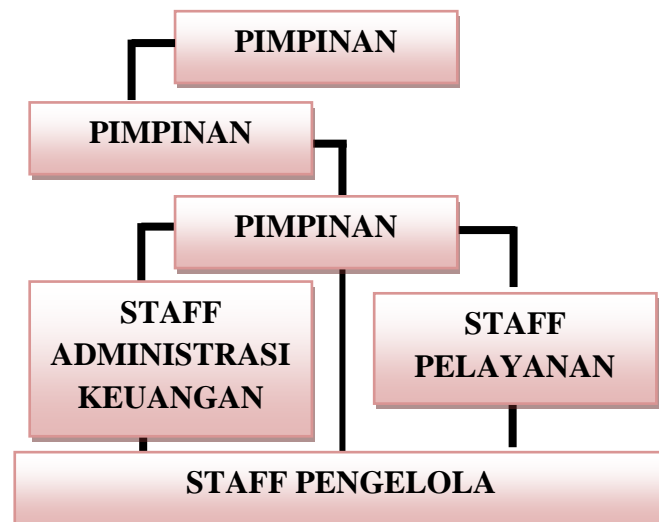 PIMPINAN
PIMPINAN
PIMPINAN
STAFF
ADMINISTRASI
KEUANGAN
STAFF
PELAYANAN
STAFF PENGELOLA